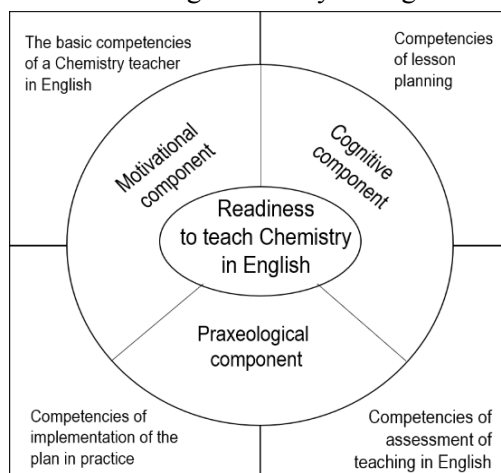 The basic competencies
of a Chemistry teacher
in English
Competencies
of lesson
planning
Motivational
component
Cognitive
component
Readiness
to teach Chemistry
in English
Praxeological
component
Competencies of
implementation of the
plan in practice
Competencies of
assessment of
teaching in English